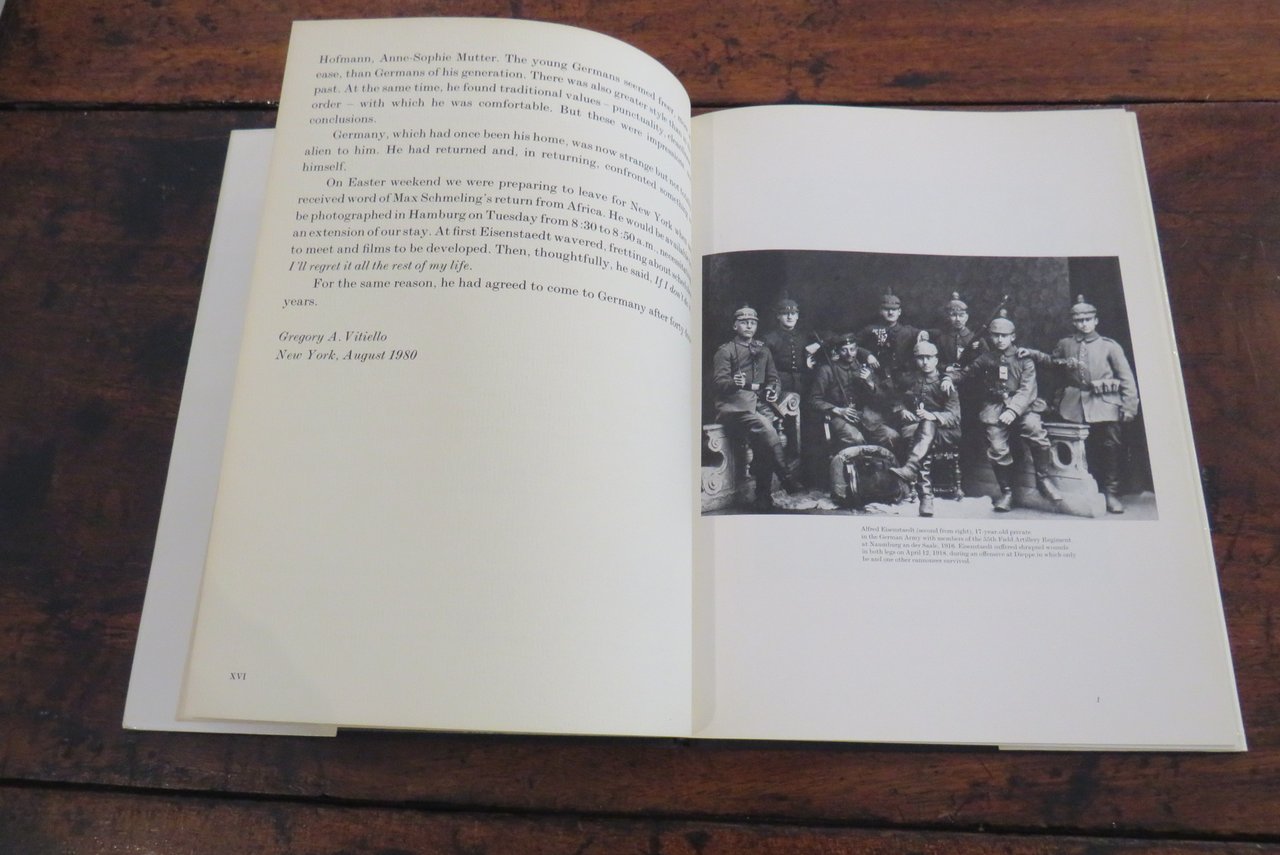 Hofmann, Anne-Sophie Mutter. The young Germans seemed freer,
ease, than Germans of his generation. There was also greater style than
past. At the same time, he found traditional values – punctuality,
order – with which he was comfortable. But these were impressions
conclusions.
Germany, which had once been his home, was now strange but not
alien to him. He had returned and, in returning, confronted something
himself.
On Easter weekend we were preparing to leave for New York when
received word of Max Schmeling's return from Africa. He would be available
be photographed in Hamburg on Tuesday from 8:30 to 8:50 a.m.,
an extension of our stay. At first Eisenstaedt wavered, fretting about
to meet and films to be developed. Then, thoughtfully, he said, If I don't
I'll regret it all the rest of my life.
For the same reason, he had agreed to come to Germany after forty
years.
Gregory A. Vitiello
New York, August 1980
XVI
Alfred Eisenstaedt (second from right), 17-year-old private
in the German Army with members of the 55th Field Artillery Regiment
at Naumburg an der Saale, 1916. Eisenstaedt suffered shrapnel wounds
in both legs on April 12, 1918, during an offensive at Dieppe in which only
he and one other cannoneer survived.
1